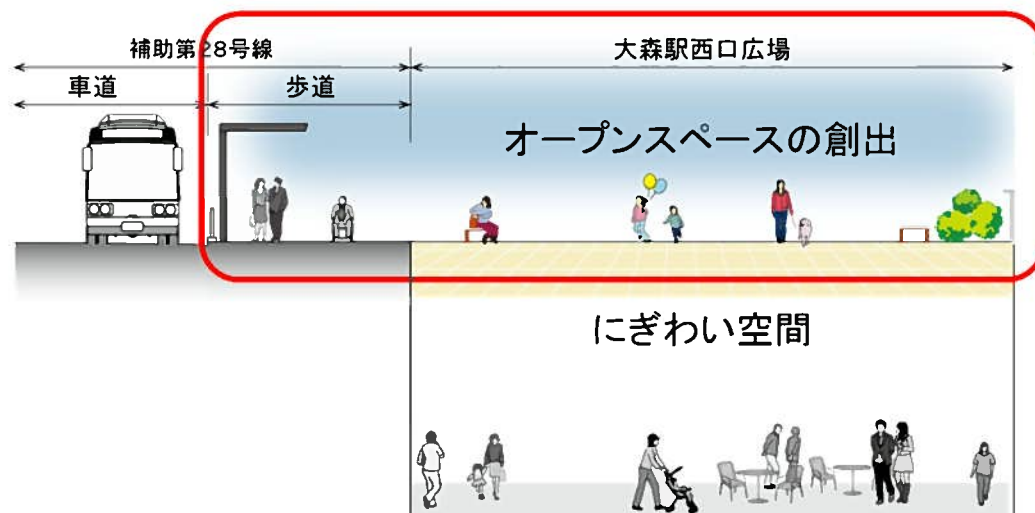 補助第28号線
大森駅西口広場
車道
歩道
オープンスペースの創出
にぎわい空間